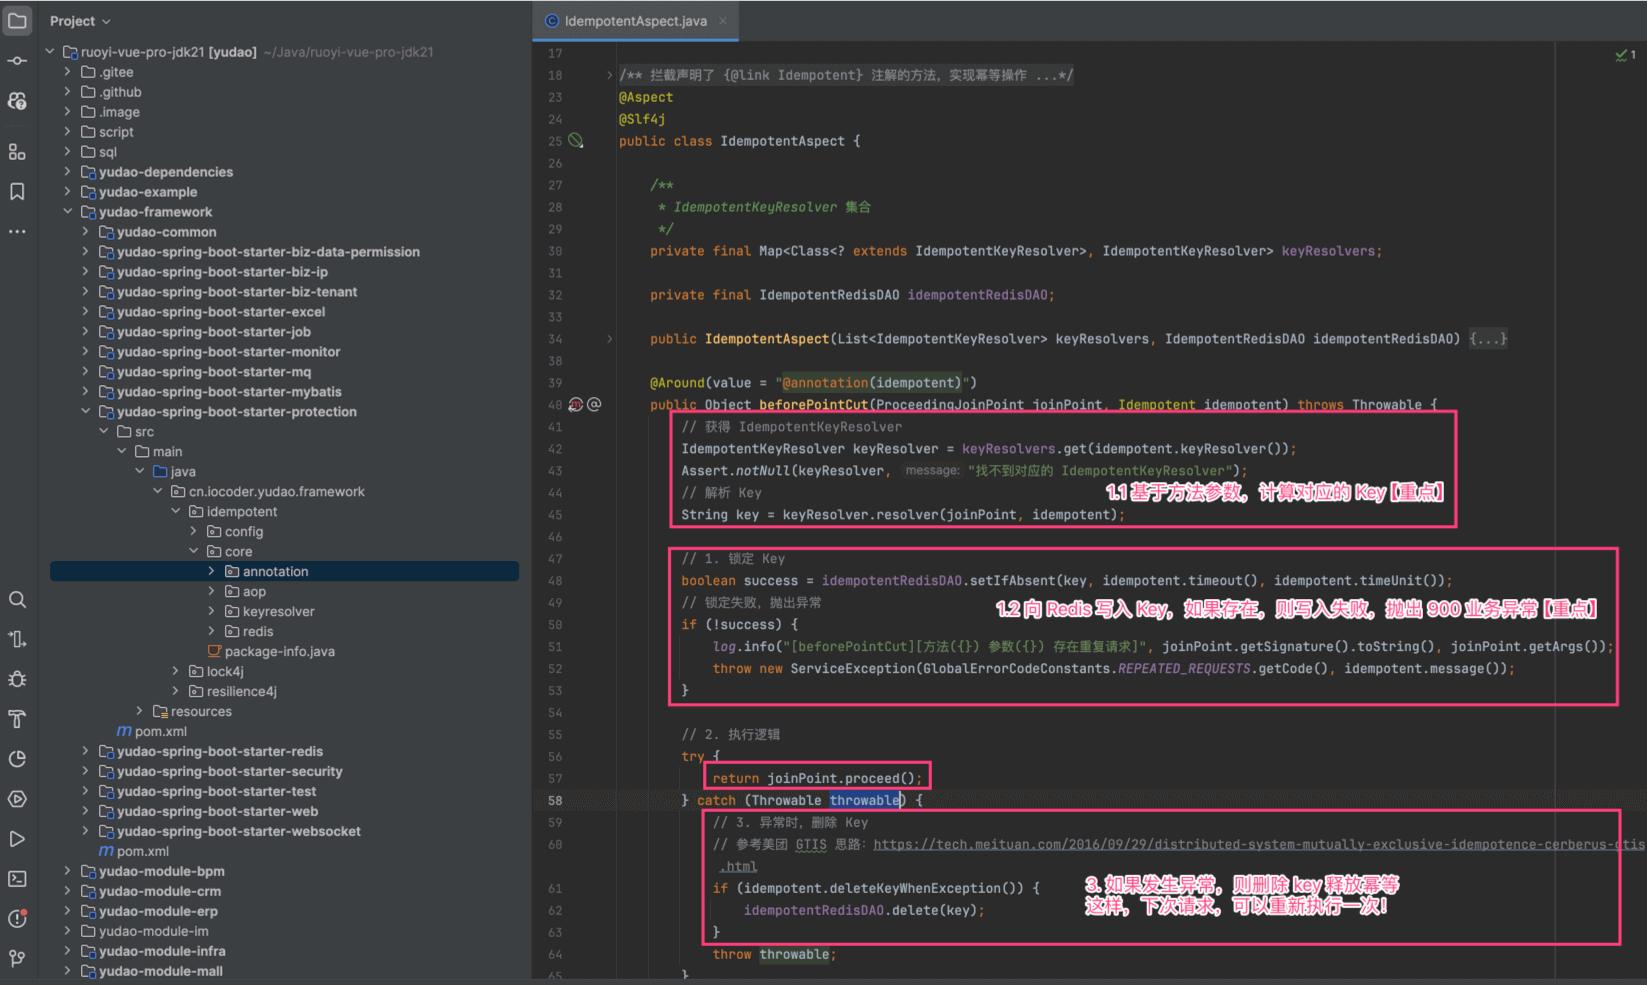 Project
ruoyi-vue-pro-jdk21 [yudao] ~/Java/ruoyi-vue-pro-jdk21
.gitee
.github
.image
script
sql
yudao-dependencies
yudao-example
yudao-framework
yudao-common
yudao-spring-boot-starter-biz-data-permission
yudao-spring-boot-starter-biz-ip
yudao-spring-boot-starter-biz-tenant
yudao-spring-boot-starter-excel
yudao-spring-boot-starter-job
yudao-spring-boot-starter-monitor
yudao-spring-boot-starter-mq
yudao-spring-boot-starter-mybatis
yudao-spring-boot-starter-protection
src
main
java
cn.iocoder.yudao.framework
idempotent
config
core
annotation
aop
keyresolver
redis
package-info.java
lock4j
resilience4j
resources
pom.xml
yudao-spring-boot-starter-redis
yudao-spring-boot-starter-security
yudao-spring-boot-starter-test
yudao-spring-boot-starter-web
yudao-spring-boot-starter-websocket
pom.xml
yudao-module-bpm
yudao-module-crm
yudao-module-erp
yudao-module-im
yudao-module-infra
yudao-module-mall
IdempotentAspect.java
1
17
18 /** 拦截声明了 {@link Idempotent} 注解的方法，实现幂等操作 ...*/
23 @Aspect
24 @Slf4j
25 public class IdempotentAspect {
26
27 /**
28 * IdempotentKeyResolver 集合
29 */
30 private final Map<Class<? extends IdempotentKeyResolver>, IdempotentKeyResolver> keyResolvers;
31
32 private final IdempotentRedisDAO idempotentRedisDAO;
33
34 public IdempotentAspect(List<IdempotentKeyResolver> keyResolvers, IdempotentRedisDAO idempotentRedisDAO) {...}
38
39 @Around(value = "@annotation(idempotent)")
40 public Object beforePointCut(ProceedingJoinPoint joinPoint, Idempotent idempotent) throws Throwable {
41 // 获得 IdempotentKeyResolver
42 IdempotentKeyResolver keyResolver = keyResolvers.get(idempotent.keyResolver());
43 Assert.notNull(keyResolver, message: "找不到对应的 IdempotentKeyResolver");
44 // 解析 Key
1.1 基于方法参数，计算对应的 Key【重点】
45 String key = keyResolver.resolver(joinPoint, idempotent);
46
47 // 1. 锁定 Key
48 boolean success = idempotentRedisDAO.setIfAbsent(key, idempotent.timeout(), idempotent.timeUnit());
49 // 锁定失败，抛出异常
1.2 向 Redis 写入 Key，如果存在，则写入失败，抛出 900 业务异常【重点】
50 if (!success) {
51 log.info("[beforePointCut][方法({}) 参数({}) 存在重复请求]", joinPoint.getSignature().toString(), joinPoint.getArgs());
52 throw new ServiceException(GlobalErrorCodeConstants.REPEATED_REQUESTS.getCode(), idempotent.message());
53 }
54
55 // 2. 执行逻辑
56 try {
57 return joinPoint.proceed();
58 } catch (Throwable throwable) {
59 // 3. 异常时，删除 Key
60 // 参考美团 GTIS 思路：https://tech.meituan.com/2016/09/29/distributed-system-mutually-exclusive-idempotence-cerberus-gtis
.html
61 if (idempotent.deleteKeyWhenException()) {
3. 如果发生异常，则删除 key 释放幂等
这样，下次请求，可以重新执行一次！
62 idempotentRedisDAO.delete(key);
63 }
64 throw throwable;
65 }